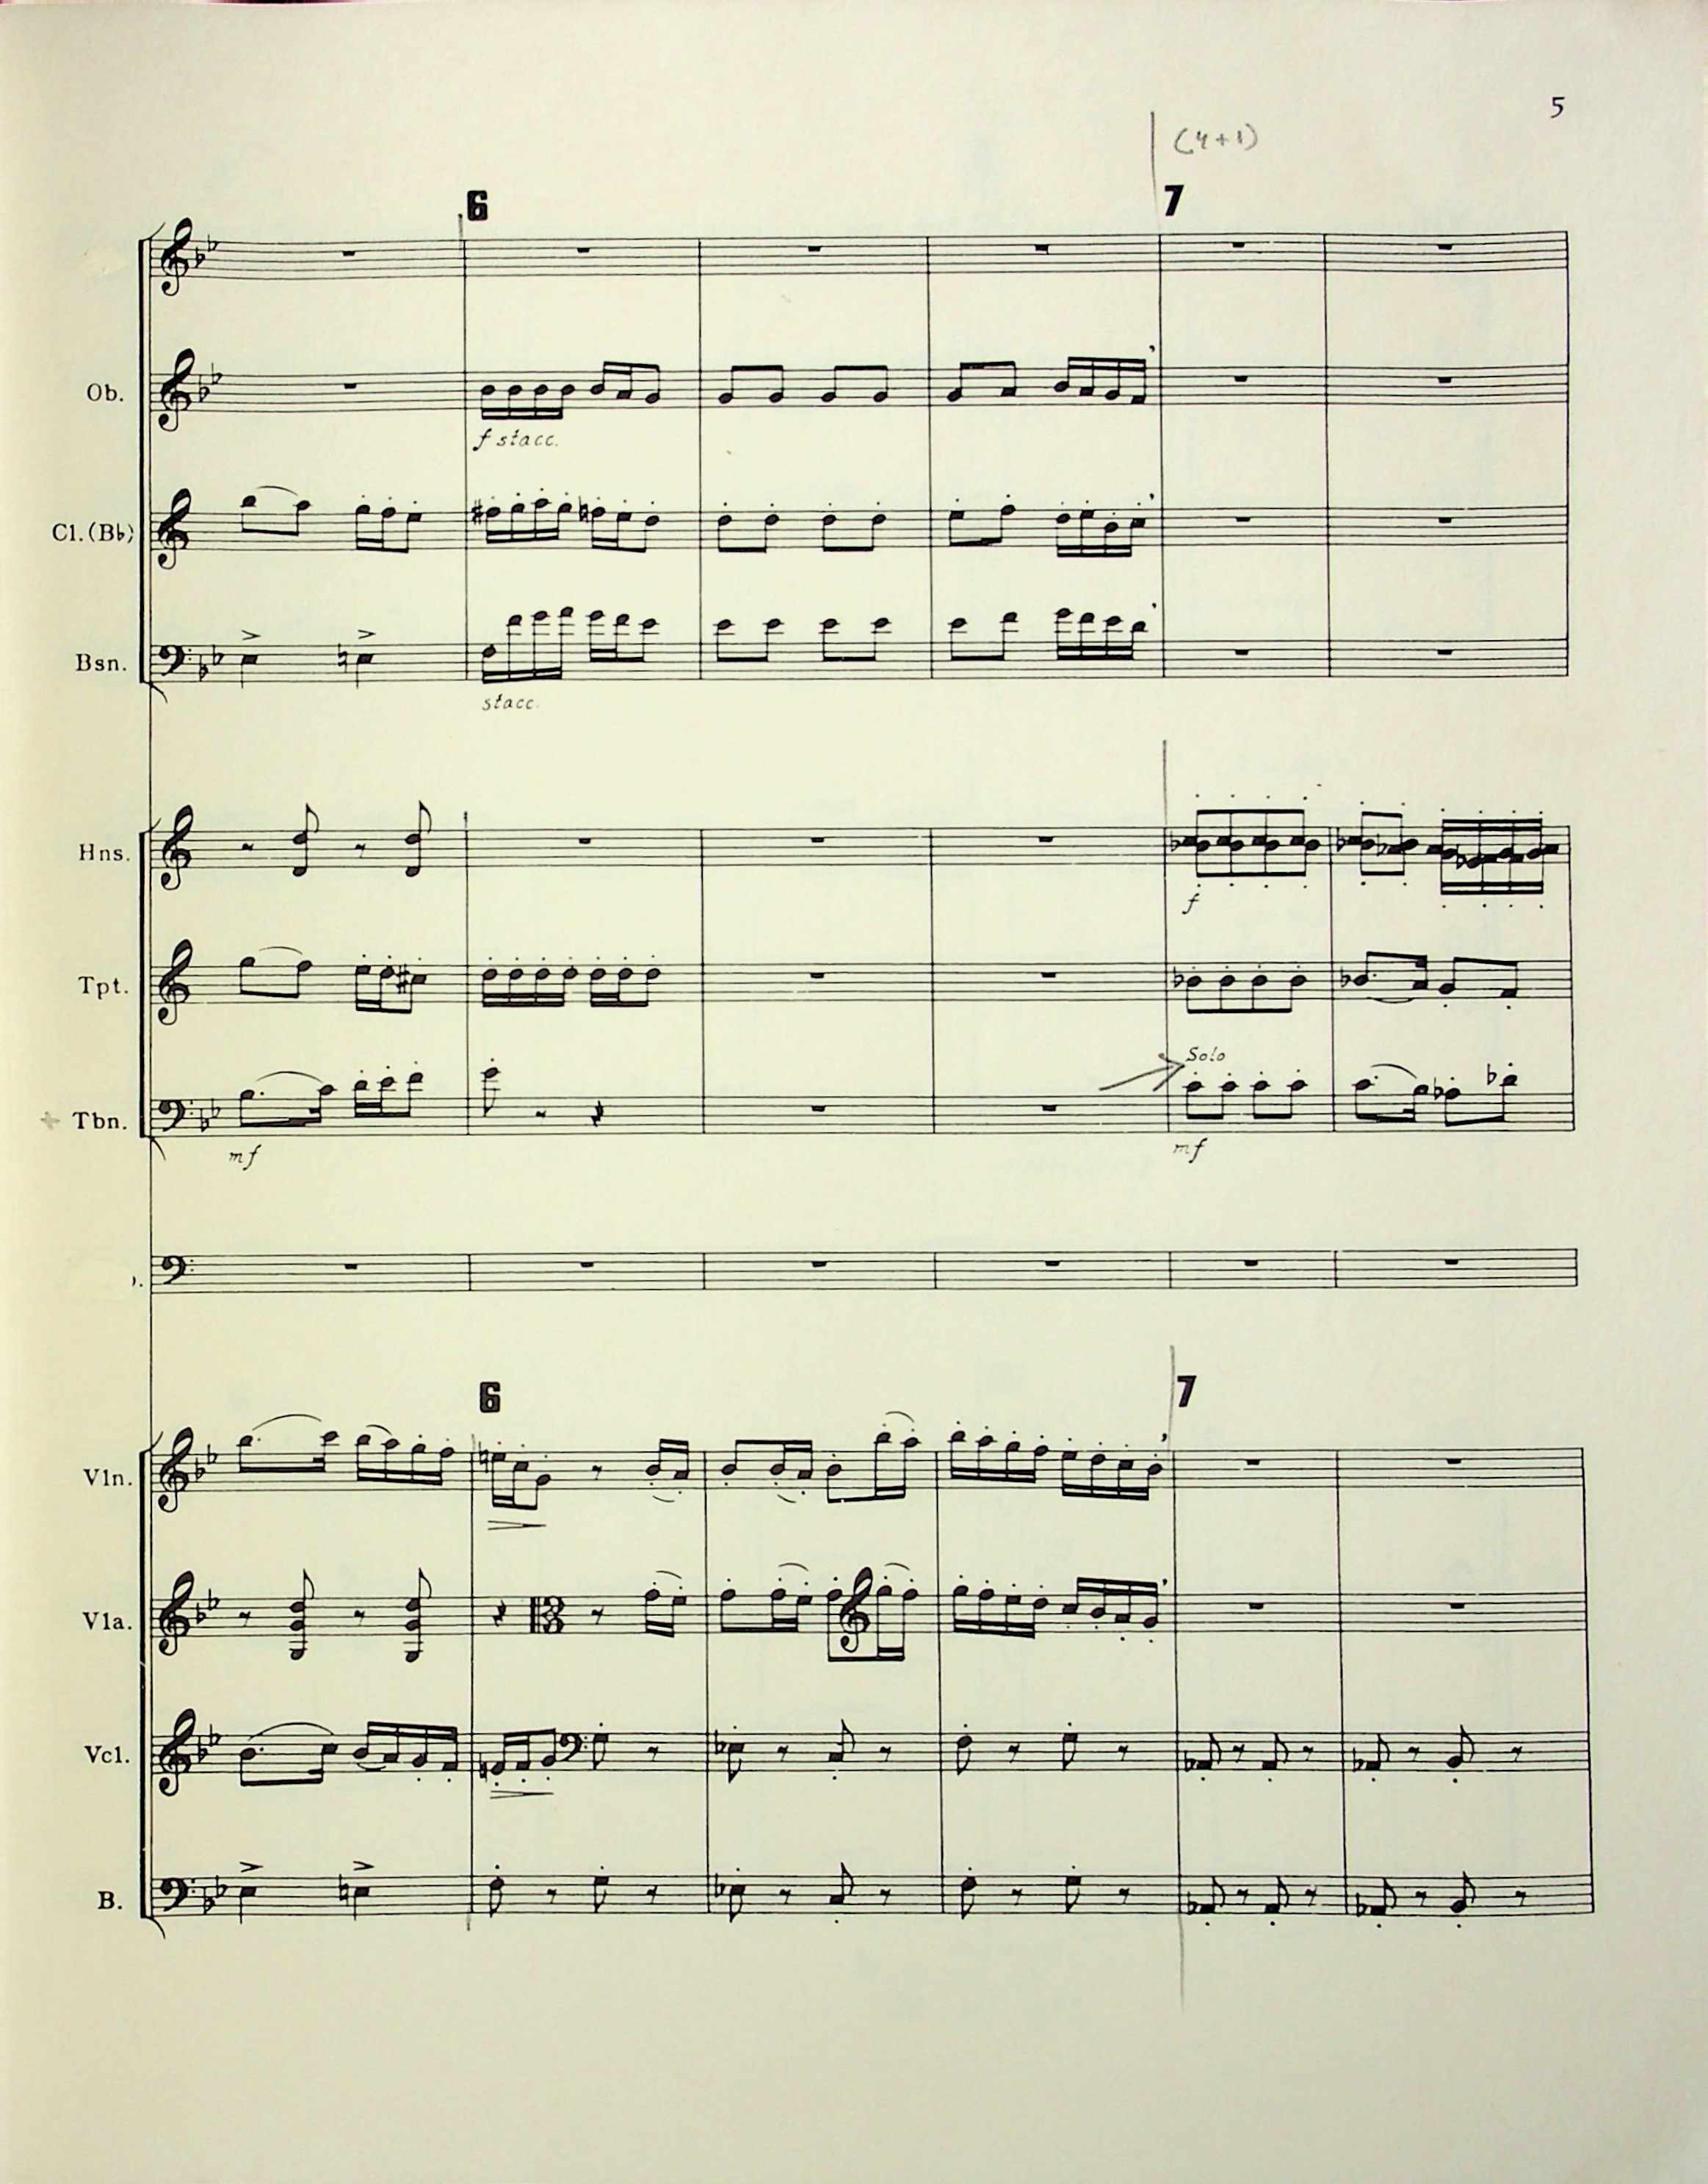 5
(4+1)
6 7
Ob.
f stacc.
Cl.(B♭)
Bsn.
stacc.
Hns.
f
Tpt.
Solo
Tbn.
mf mf
).
6 7
Vln.
Vla.
Vcl.
B.